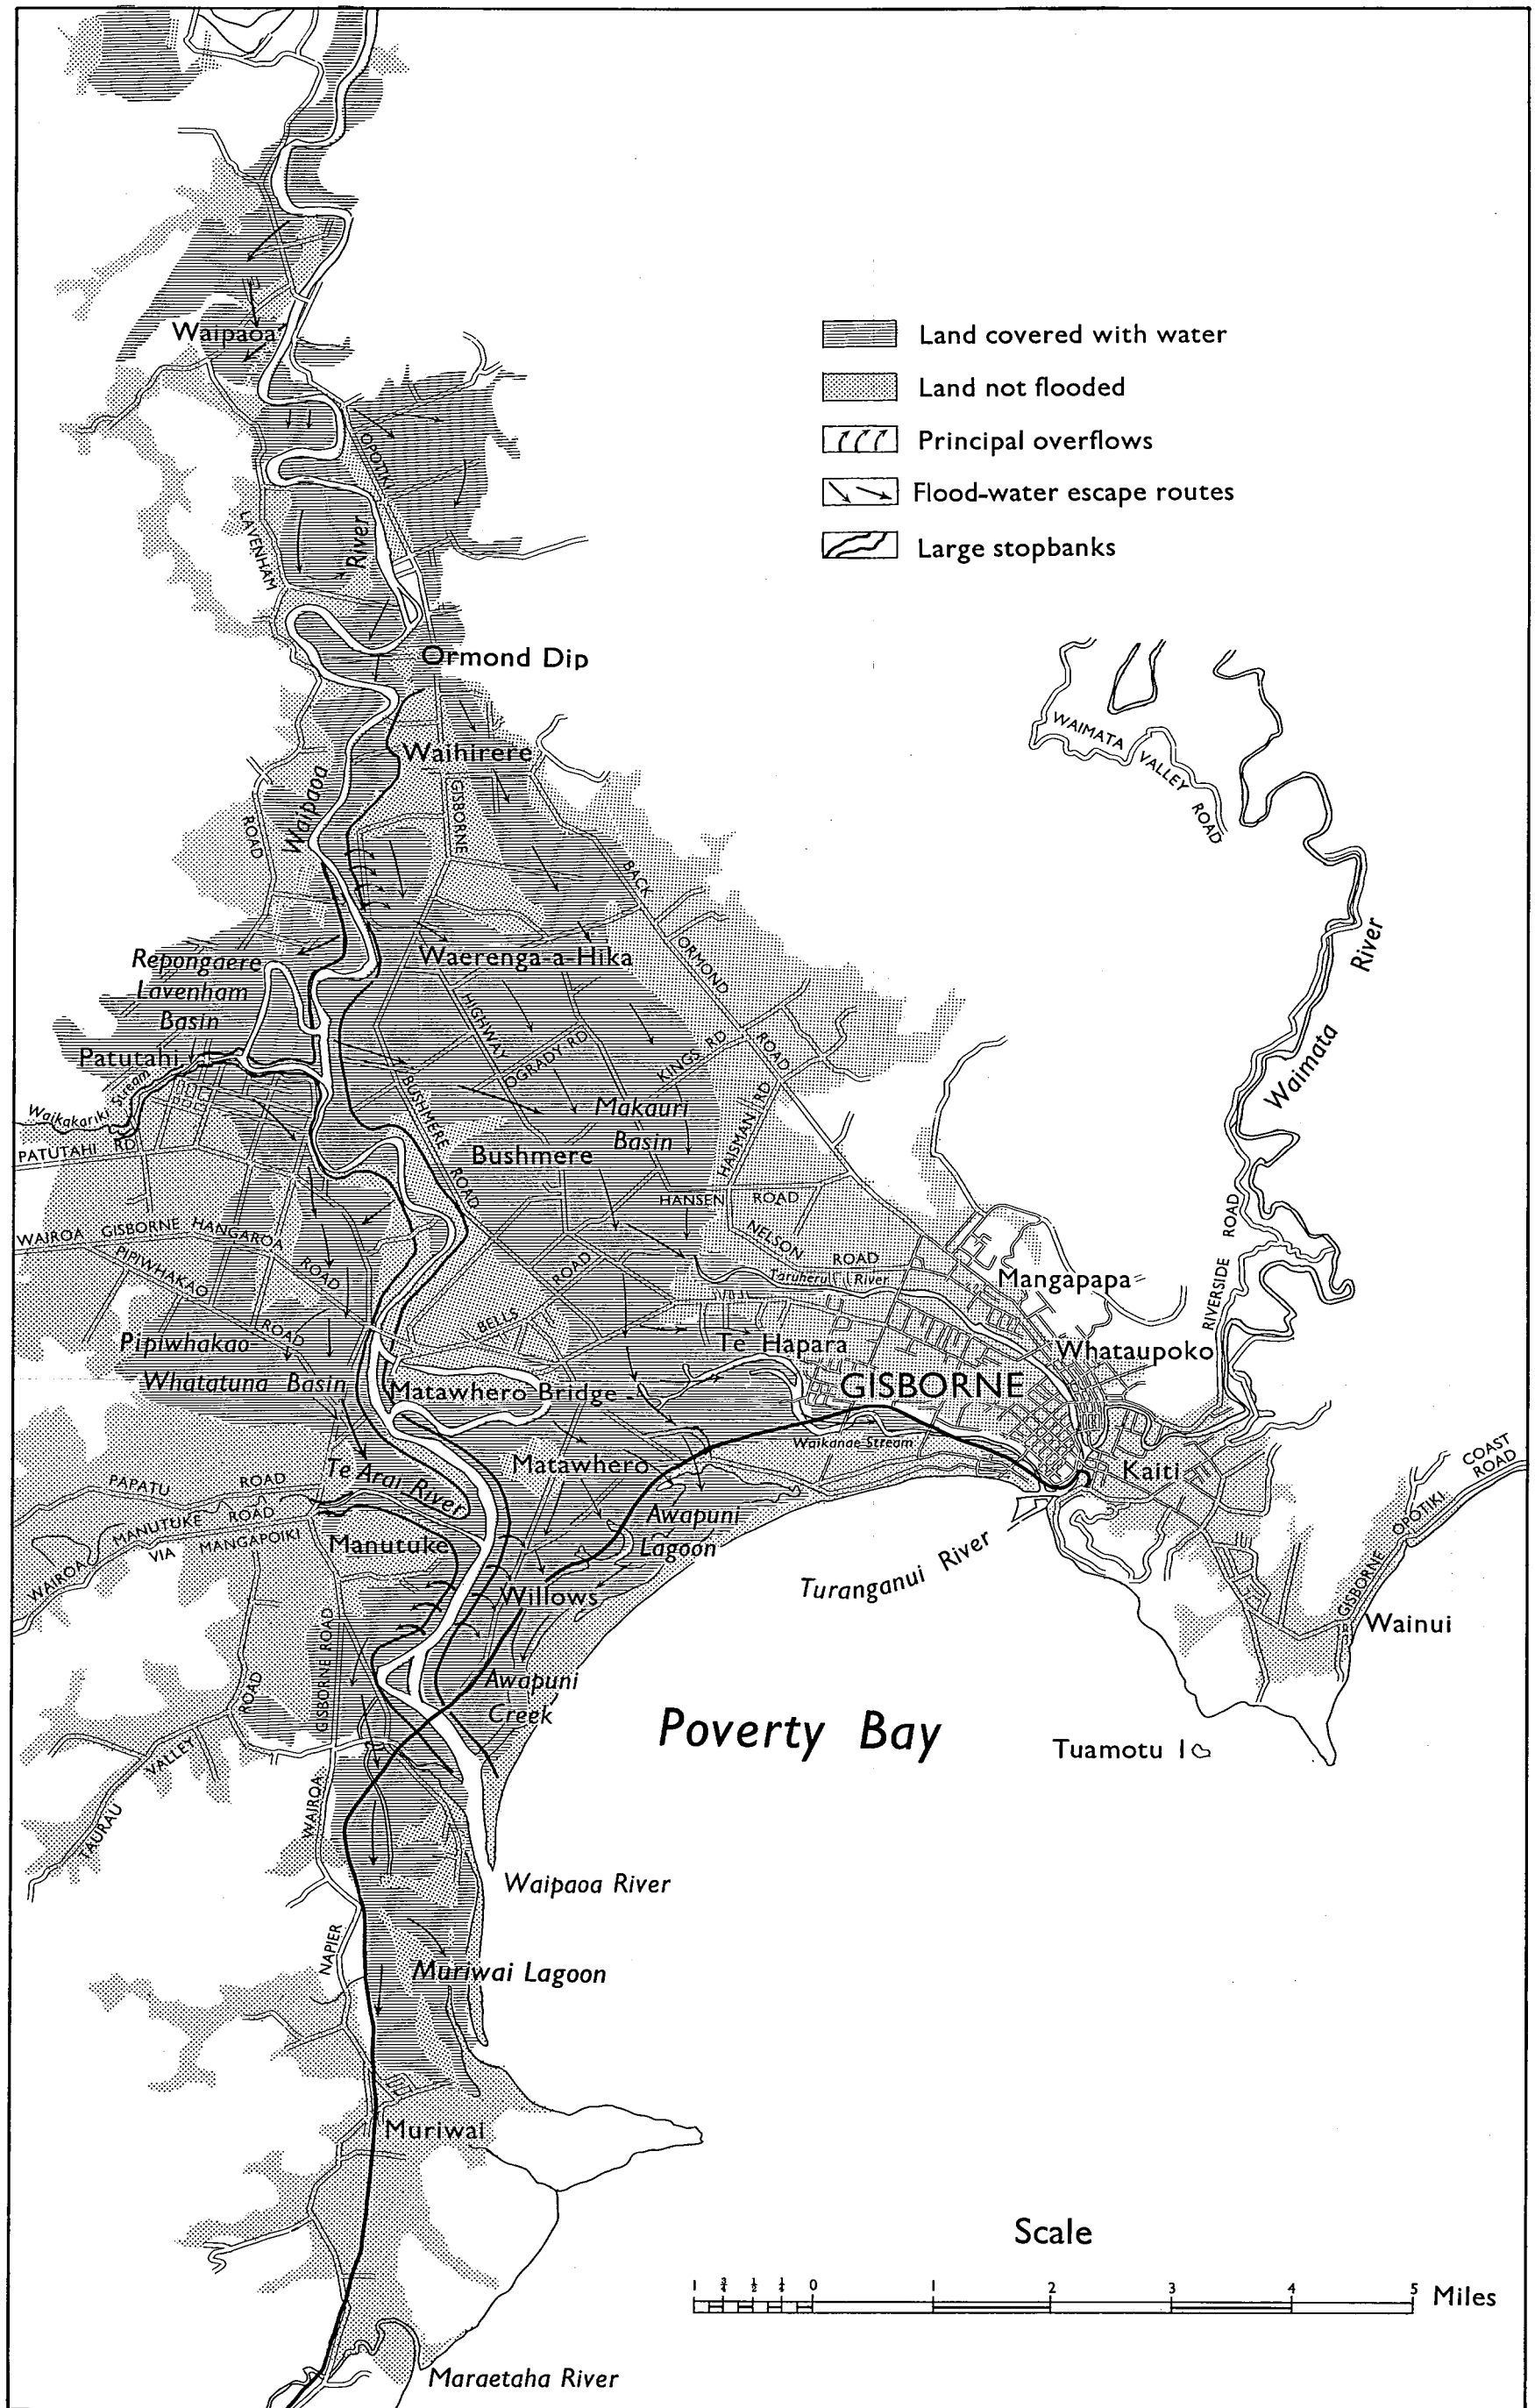 Waipaoa
Land covered with water
Land not flooded
Principal overflows
Flood-water escape routes
Large stopbanks
OPOTIKI
LAVENHAM
River
Ormond Dip
WAIMATA
VALLEY
ROAD
Waihirere
GISBORNE
Waipaoa
ROAD
BACK
ORMOND
ROAD
River
Waimata
Repongaere
Lavenham
Basin
Waerenga-a-Hika
HIGHWAY
OGRADY RD
KINGS RD
Patutahi
Waikakariki Stream
PATUTAHI RD
BUSHMERE
ROAD
Makauri
Basin
Bushmere
HAISMAN RD
HANSEN ROAD
NELSON
ROAD
Taruheru River
RIVERSIDE ROAD
WAIROA GISBORNE HANGAROA
ROAD
PIPIWHAKAO
ROAD
BELLS
ROAD
Mangapapa
Te Hapara
Whataupoko
Pipiwhakao-
Whatatuna Basin
Matawhero Bridge
GISBORNE
Waikanae Stream
Matawhero
Kaiti
PAPATU ROAD
Te Arai River
MANUTUKE ROAD
WAIROA VIA MANGAPOIKI
Manutuke
Awapuni
Lagoon
Turanganui River
GISBORNE OPOTIKI
COAST
ROAD
Willows
Wainui
GISBORNE ROAD
WAIROA
ROAD
VALLEY
TAURAU
Awapuni
Creek
Poverty Bay
Tuamotu I
Waipaoa River
NAPIER
Muriwai Lagoon
Muriwai
Scale
1 ¾ ½ ¼ 0 1 2 3 4 5 Miles
Maraetaha River